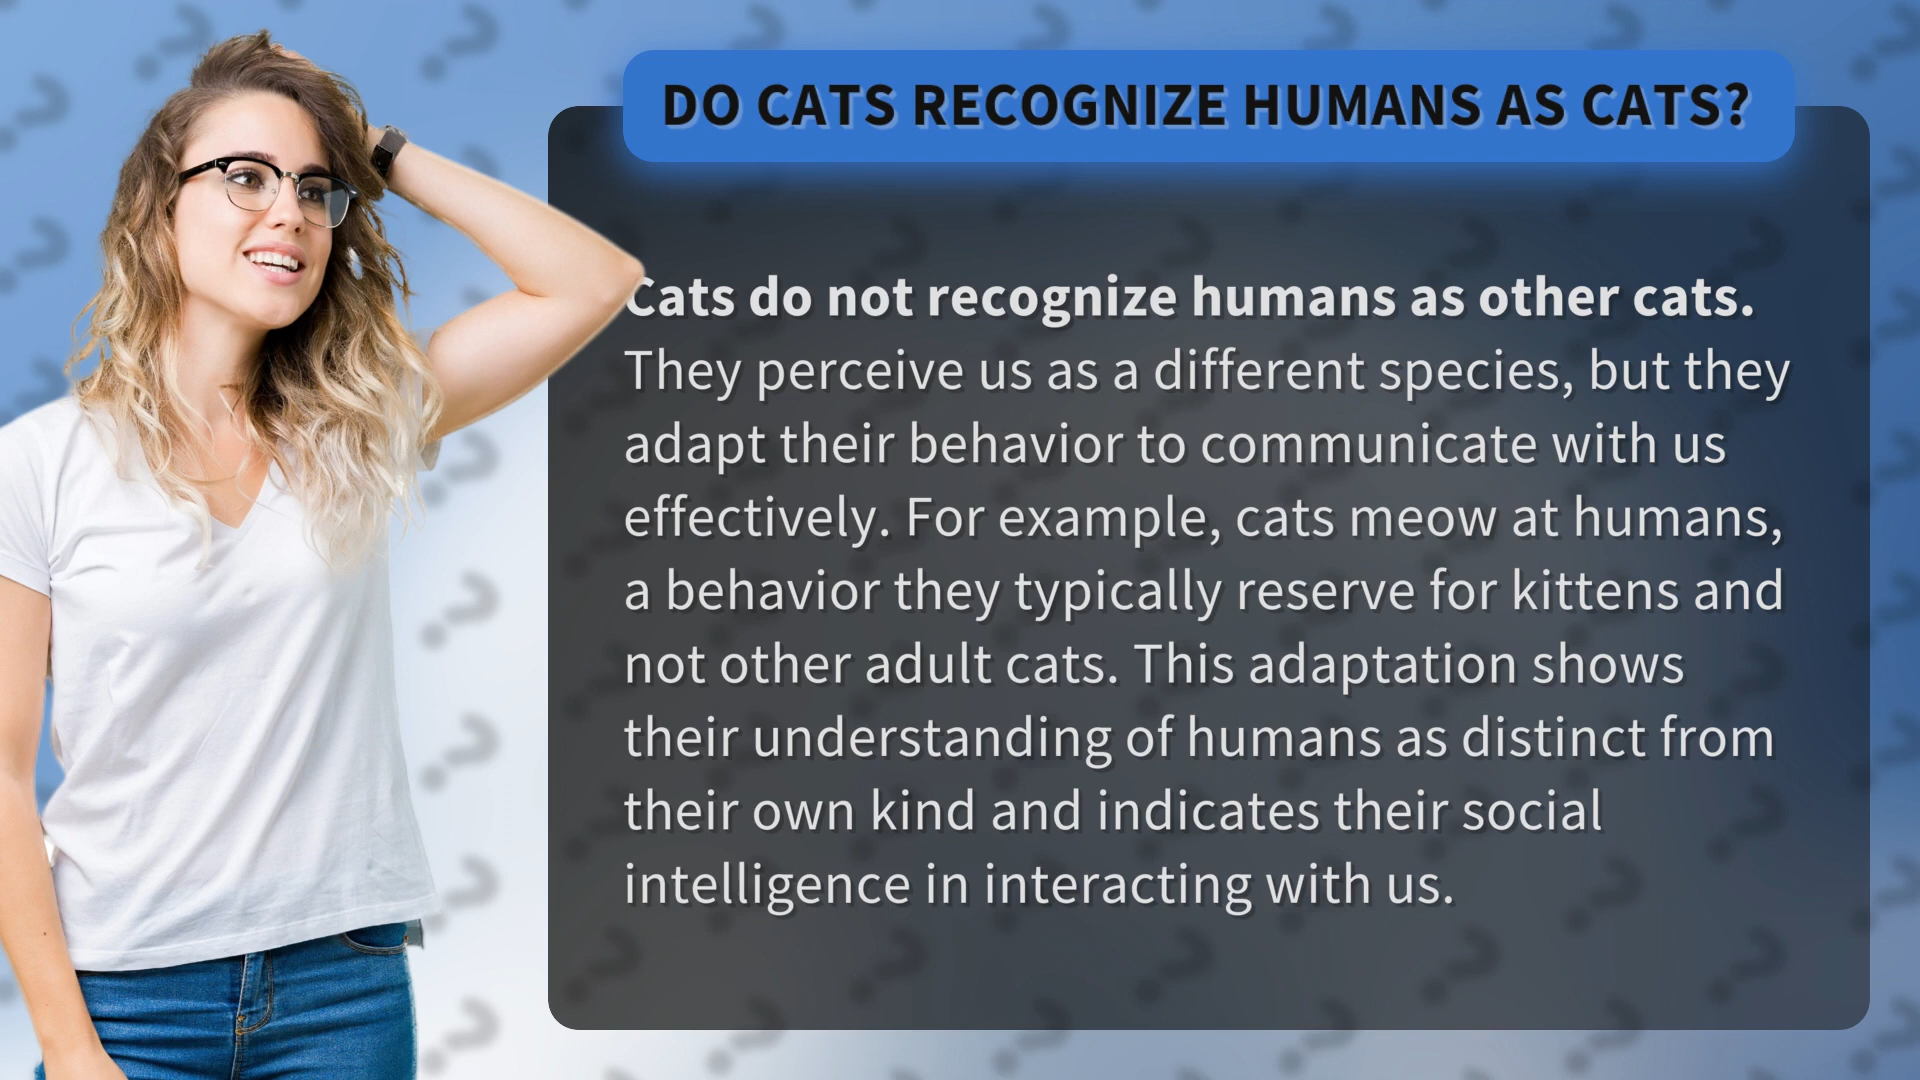 DO CATS RECOGNIZE HUMANS AS CATS?
Cats do not recognize humans as other cats.
They perceive us as a different species, but they
adapt their behavior to communicate with us
effectively. For example, cats meow at humans,
a behavior they typically reserve for kittens and
not other adult cats. This adaptation shows
their understanding of humans as distinct from
their own kind and indicates their social
intelligence in interacting with us.